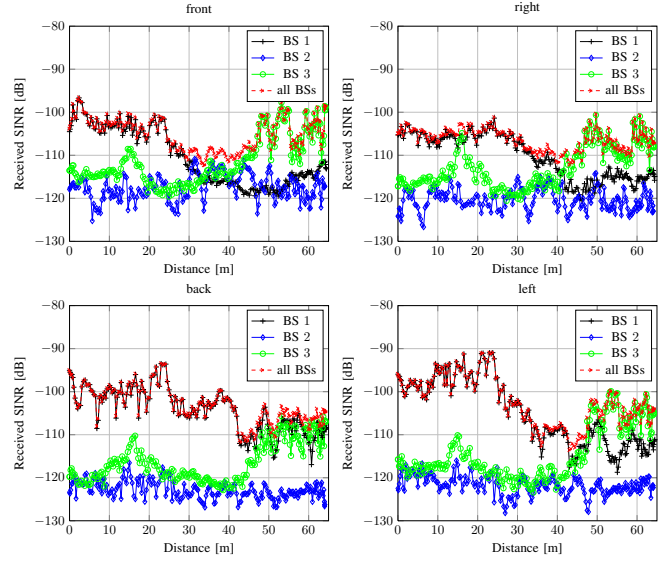 front
right
−80
−90
−100
−110
−120
−130
Received SINR [dB]
0 10 20 30 40 50 60
Distance [m]
BS 1
BS 2
BS 3
all BSs
−80
−90
−100
−110
−120
−130
Received SINR [dB]
0 10 20 30 40 50 60
Distance [m]
BS 1
BS 2
BS 3
all BSs
back
left
−80
−90
−100
−110
−120
−130
Received SINR [dB]
0 10 20 30 40 50 60
Distance [m]
BS 1
BS 2
BS 3
all BSs
−80
−90
−100
−110
−120
−130
Received SINR [dB]
0 10 20 30 40 50 60
Distance [m]
BS 1
BS 2
BS 3
all BSs